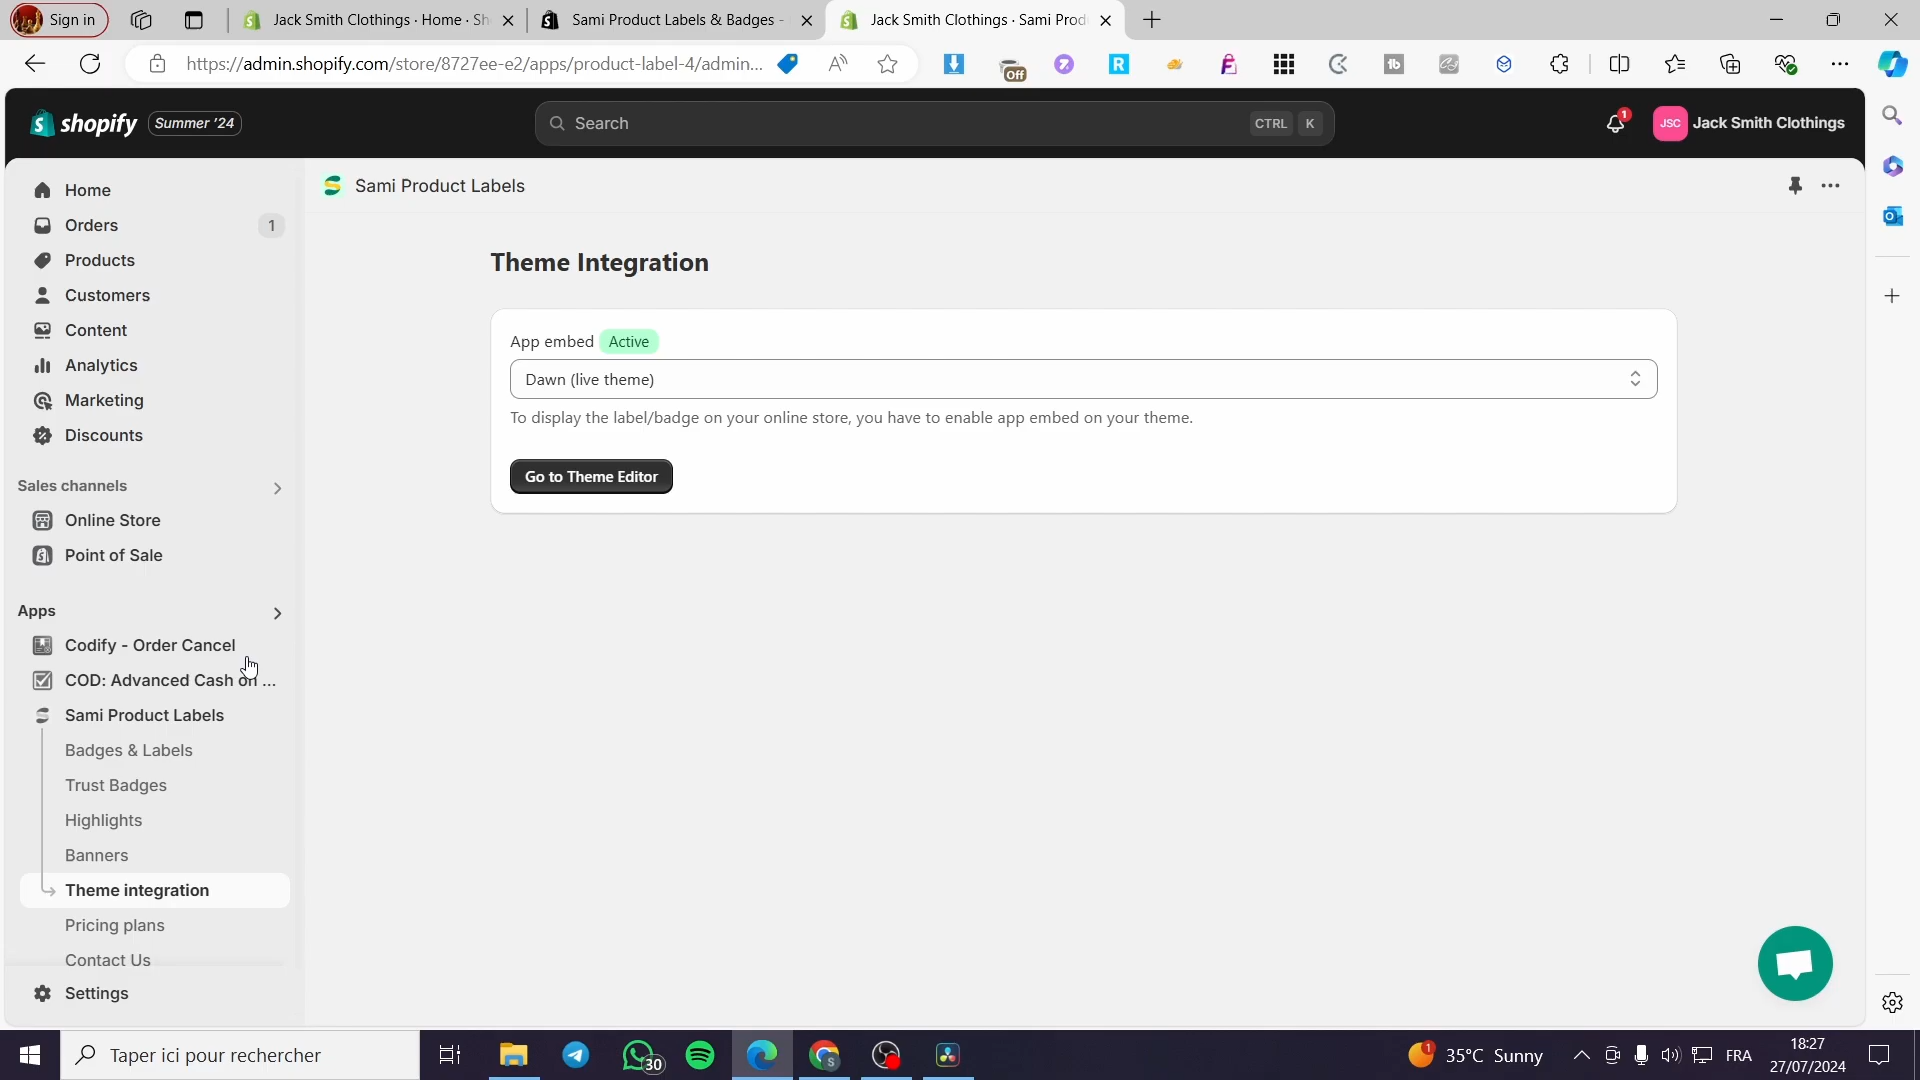 Sign in
Jack Smith Clothings · Home · Sh
Sami Product Labels & Badges -
Jack Smith Clothings · Sami Prod
https://admin.shopify.com/store/8727ee-e2/apps/product-label-4/admin...
Off
shopify
Summer '24
Search
CTRL
K
1
JSC
Jack Smith Clothings
Home
Orders
1
Products
Customers
Content
Analytics
Marketing
Discounts
Sales channels
Online Store
Point of Sale
Apps
Codify - Order Cancel
COD: Advanced Cash on ...
Sami Product Labels
Badges & Labels
Trust Badges
Highlights
Banners
Theme integration
Pricing plans
Contact Us
Settings
Sami Product Labels
Theme Integration
App embed
Active
Dawn (live theme)
To display the label/badge on your online store, you have to enable app embed on your theme.
Go to Theme Editor
Taper ici pour rechercher
30
1
35°C Sunny
FRA
18:27
27/07/2024